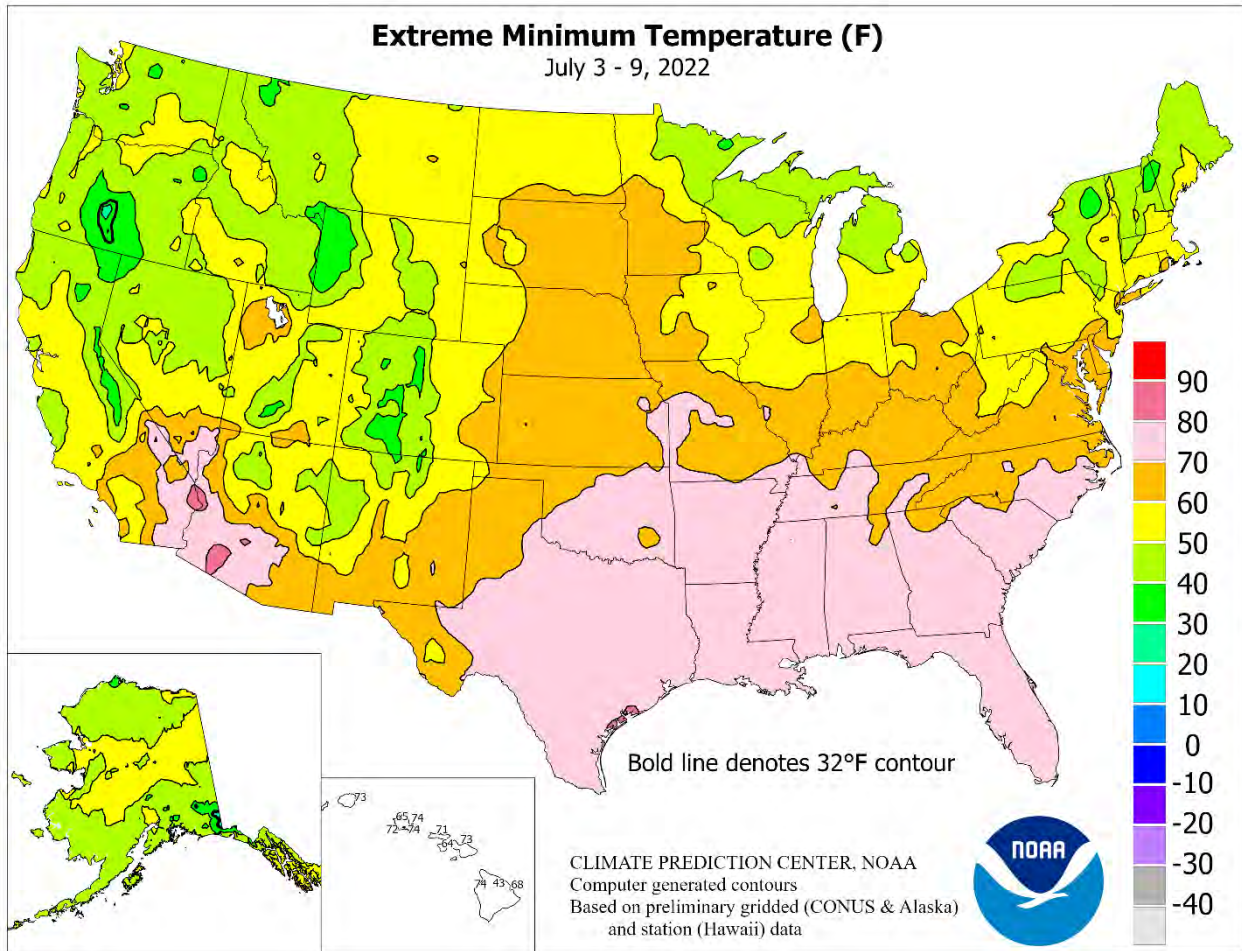 Extreme Minimum Temperature (F)
July 3 - 9, 2022
90
80
70
60
50
40
30
20
10
0
-10
-20
-30
-40
Bold line denotes 32°F contour
73
65 74
72 74
71
64
73
74 43 68
CLIMATE PREDICTION CENTER, NOAA
Computer generated contours
Based on preliminary gridded (CONUS & Alaska)
and station (Hawaii) data
NOAA